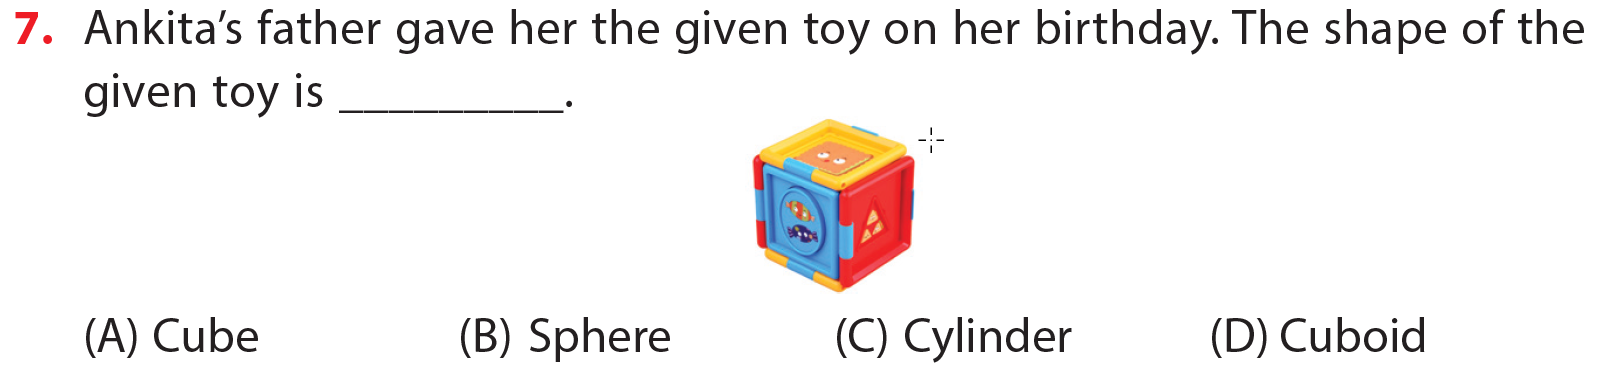 7. Ankita’s father gave her the given toy on her birthday. The shape of the
given toy is _________.
(A) Cube (B) Sphere (C) Cylinder (D) Cuboid